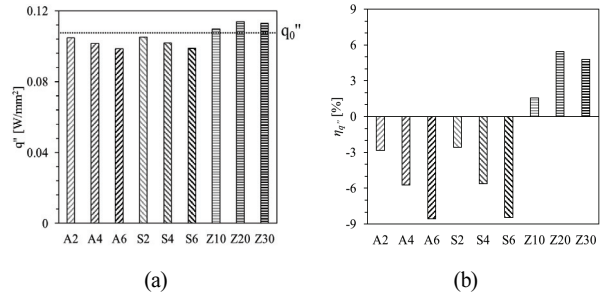 0.12
0.08
0.04
0
q" [W/mm²]
q₀"
A2 A4 A6 S2 S4 S6 Z10 Z20 Z30
(a)
9
6
3
0
-3
-6
-9
η_q'' [%]
A2 A4 A6 S2 S4 S6 Z10 Z20 Z30
(b)